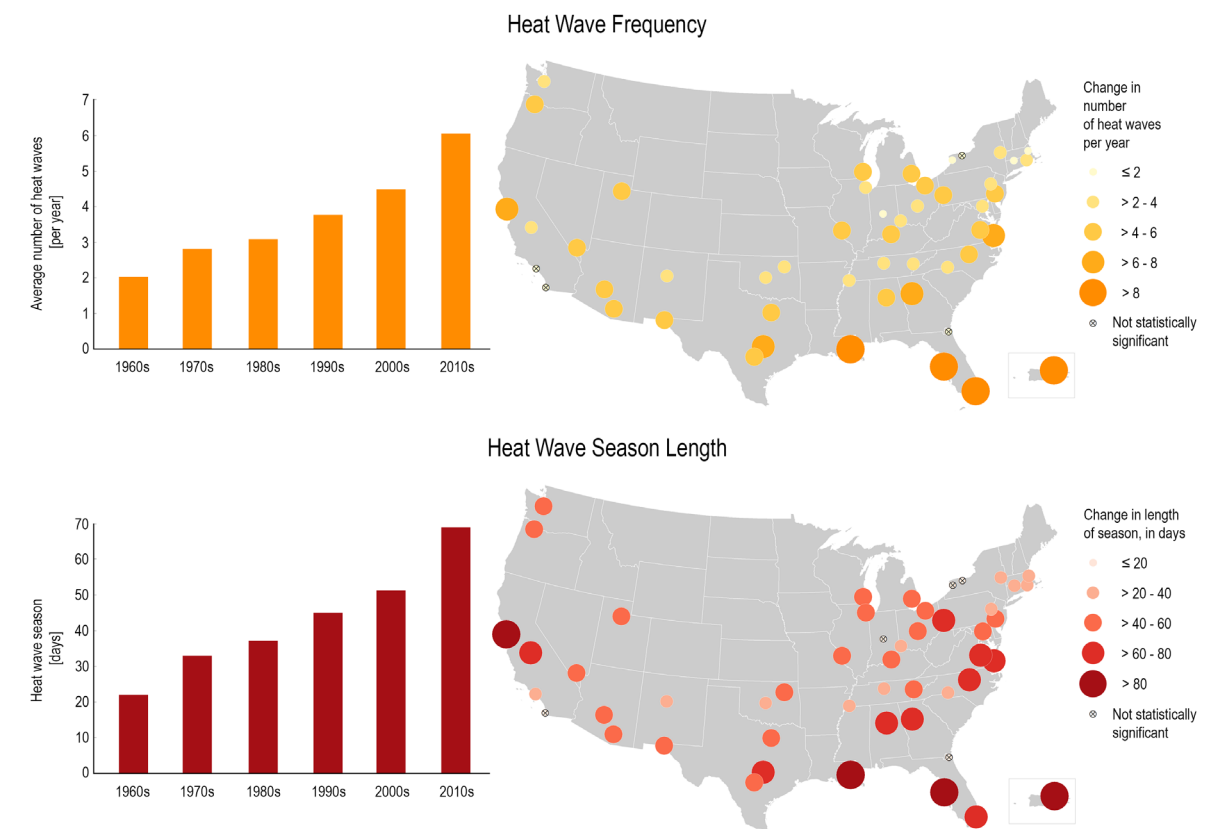 Heat Wave Frequency
Average number of heat waves
[per year]
7
6
5
4
3
2
1
0
1960s 1970s 1980s 1990s 2000s 2010s
Change in
number
of heat waves
per year
≤ 2
> 2 - 4
> 4 - 6
> 6 - 8
> 8
Not statistically
significant
Heat Wave Season Length
Heat wave season
[days]
70
60
50
40
30
20
10
0
1960s 1970s 1980s 1990s 2000s 2010s
Change in length
of season, in days
≤ 20
> 20 - 40
> 40 - 60
> 60 - 80
> 80
Not statistically
significant